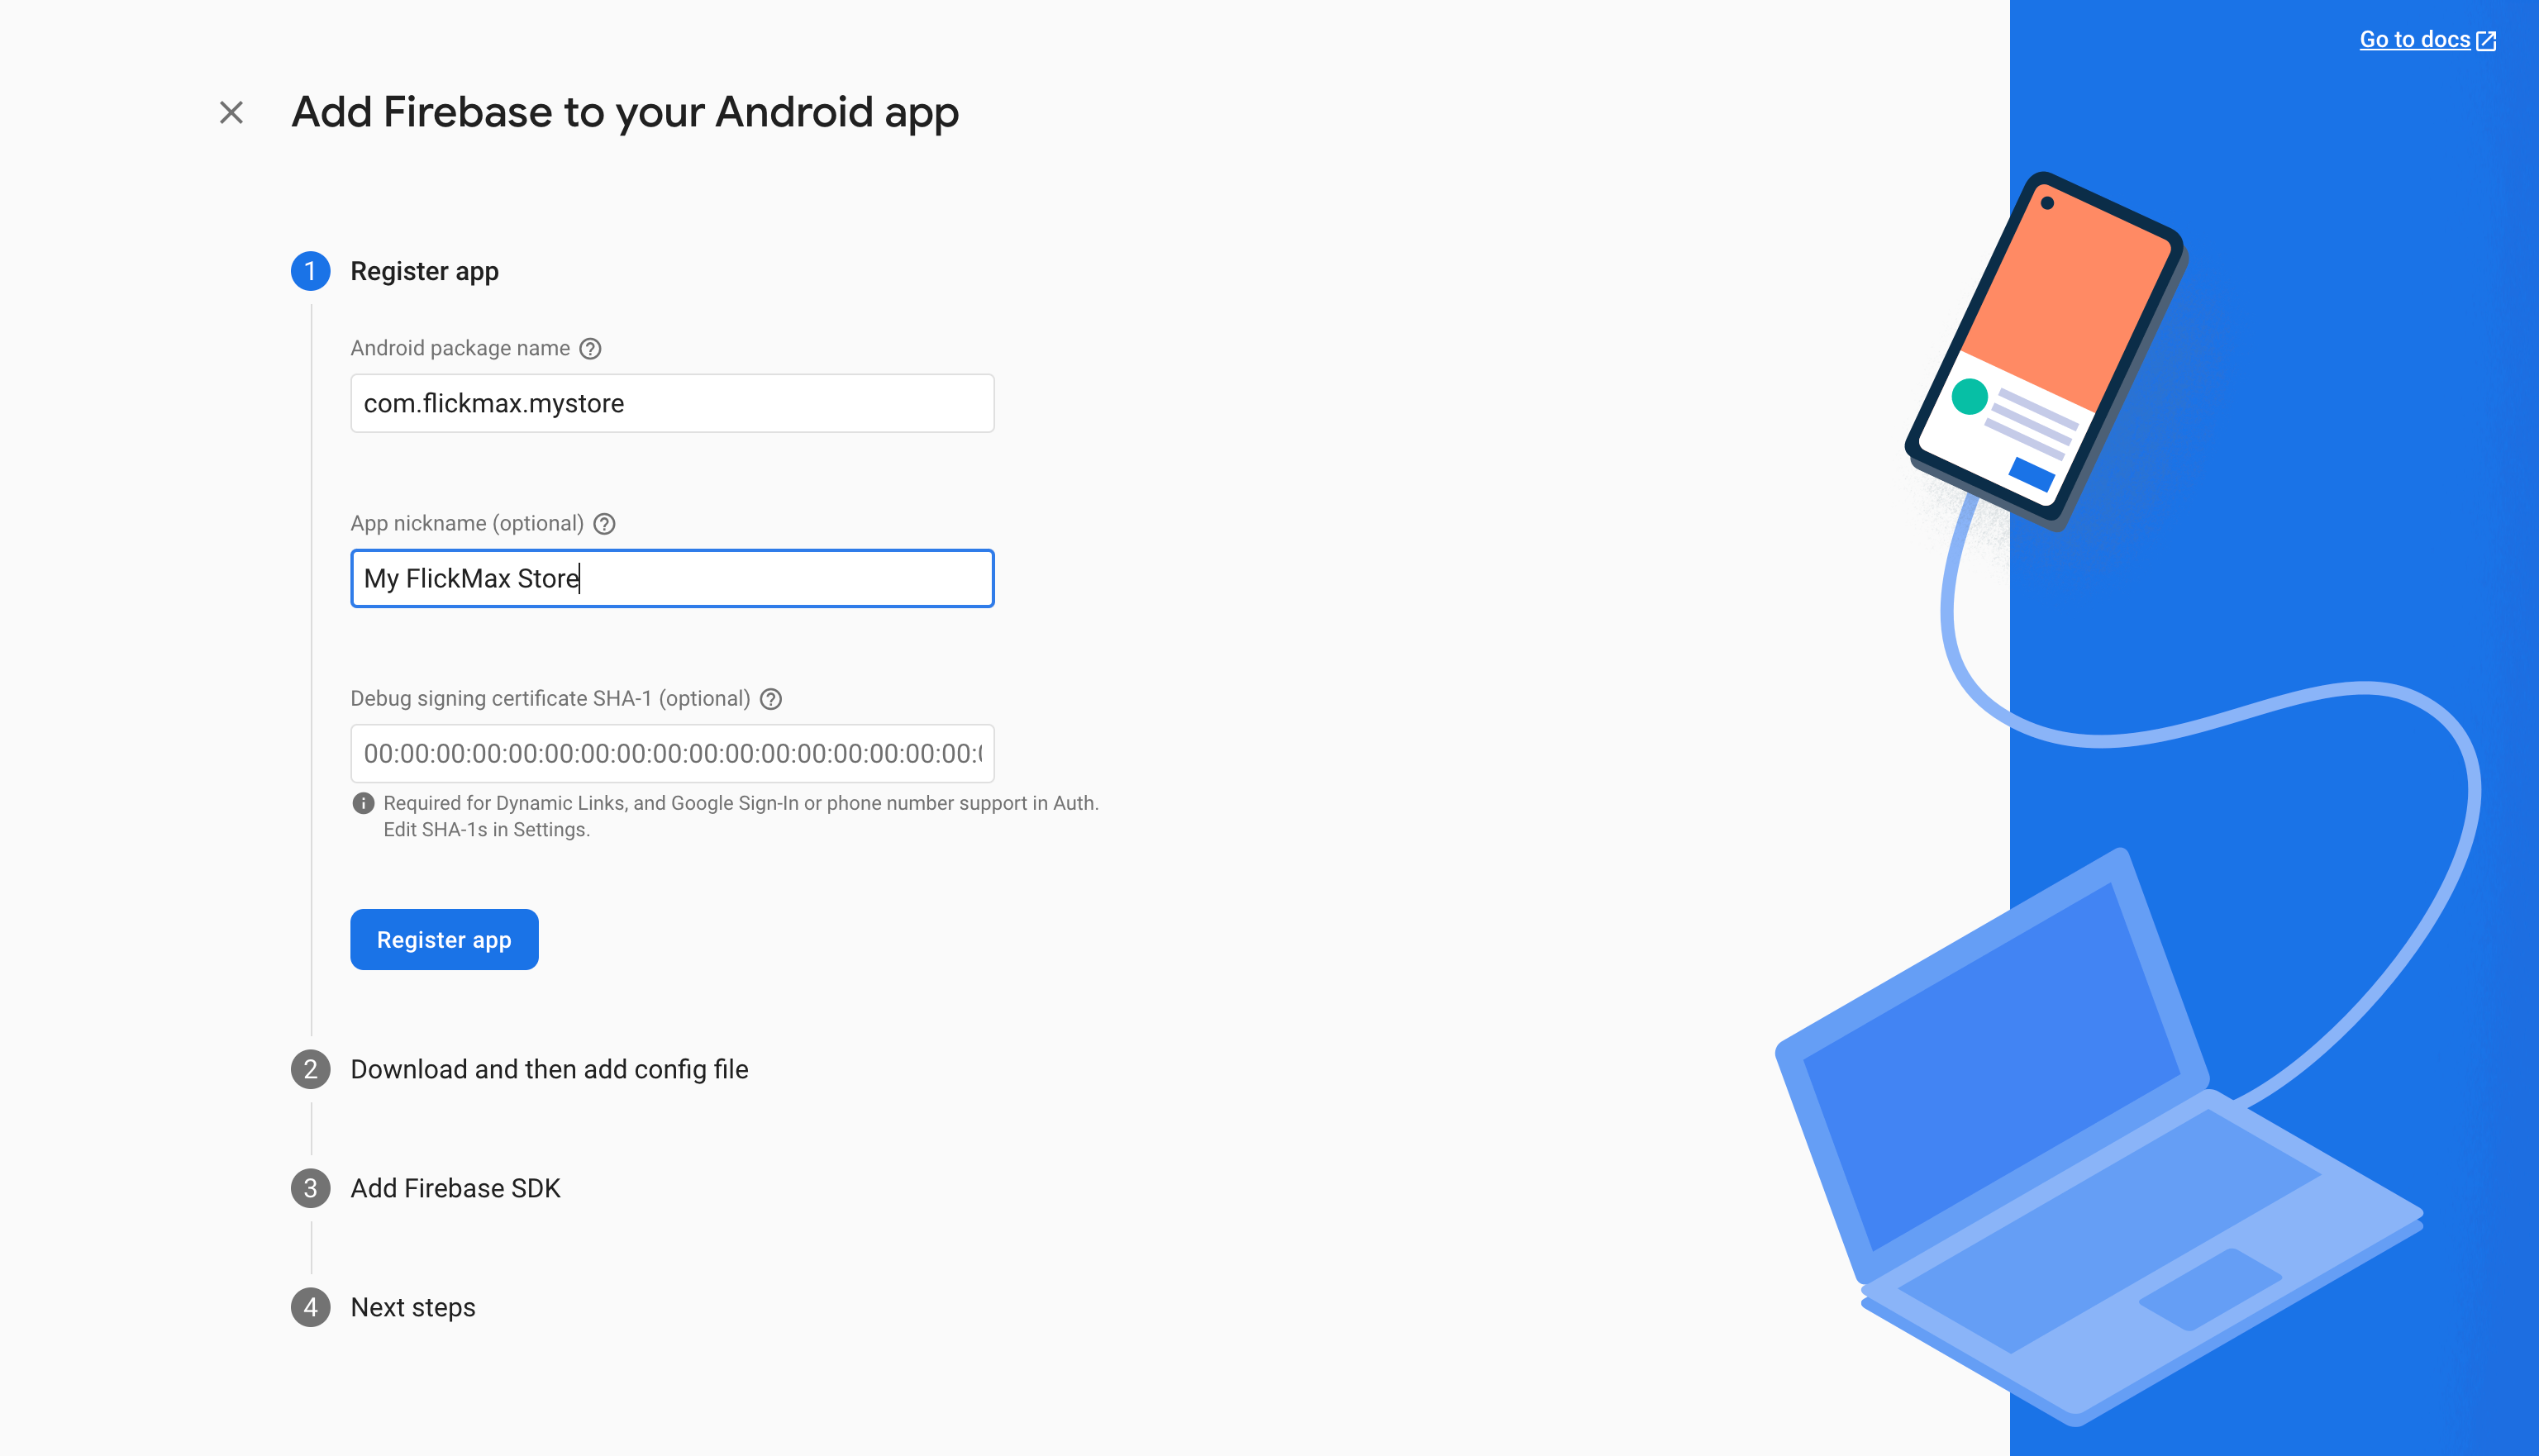 Go to docs
Add Firebase to your Android app
1 Register app
Android package name
com.flickmax.mystore
App nickname (optional)
My FlickMax Store
Debug signing certificate SHA-1 (optional)
00:00:00:00:00:00:00:00:00:00:00:00:00:00:00:00:00:
Required for Dynamic Links, and Google Sign-In or phone number support in Auth.
Edit SHA-1s in Settings.
Register app
2 Download and then add config file
3 Add Firebase SDK
4 Next steps